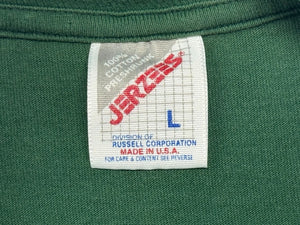 100%
COTTON
PRESHRUNK
JERZEES
L
DIVISION OF
RUSSELL CORPORATION
MADE IN U.S.A.
FOR CARE & CONTENT SEE REVERSE